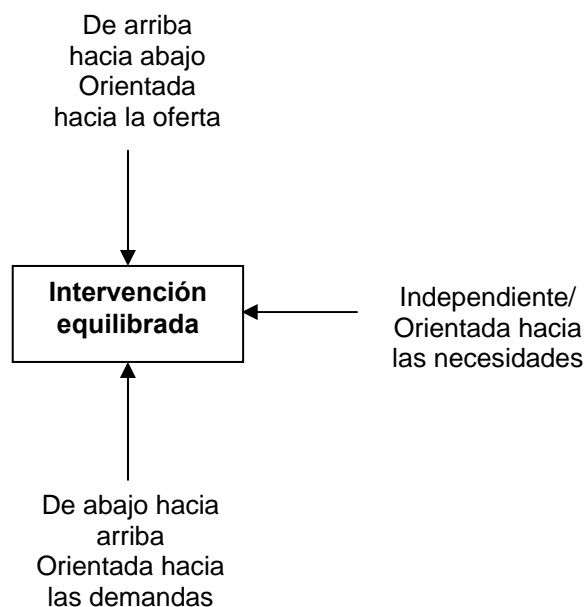 De arriba
hacia abajo
Orientada
hacia la oferta
Intervención
equilibrada
Independiente/
Orientada hacia
las necesidades
De abajo hacia
arriba
Orientada hacia
las demandas